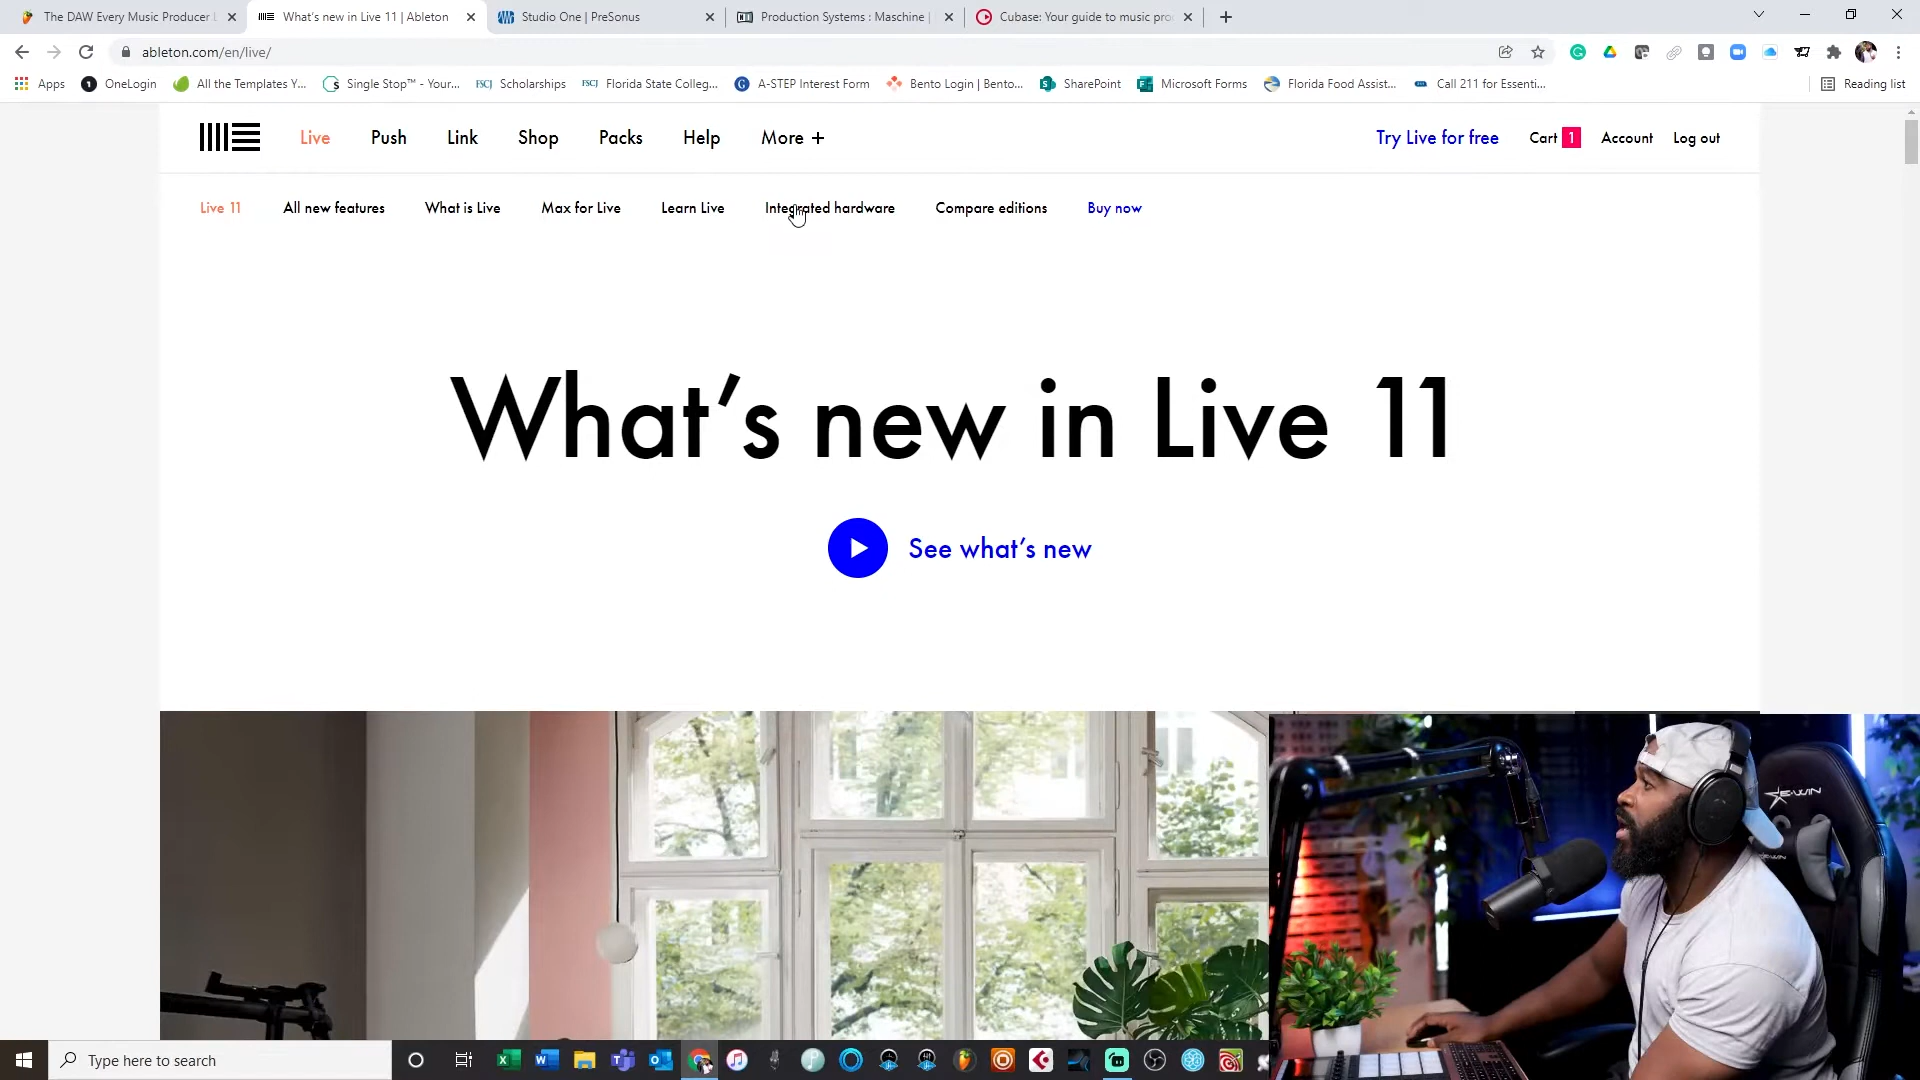 The DAW Every Music Producer
What's new in Live 11 | Ableton
Studio One | PreSonus
Production Systems : Maschine |
Cubase: Your guide to music pro
ableton.com/en/live/
Apps
OneLogin
All the Templates Y...
Single Stop™ - Your...
FSCJ
Scholarships
FSCJ
Florida State Colleg...
A-STEP Interest Form
Bento Login | Bento...
SharePoint
Microsoft Forms
Florida Food Assist...
Call 211 for Essenti...
Reading list
Live
Push
Link
Shop
Packs
Help
More +
Try Live for free
Cart 1
Account
Log out
Live 11
All new features
What is Live
Max for Live
Learn Live
Integrated hardware
Compare editions
Buy now
What's new in Live 11
See what's new
E-WIN
Type here to search